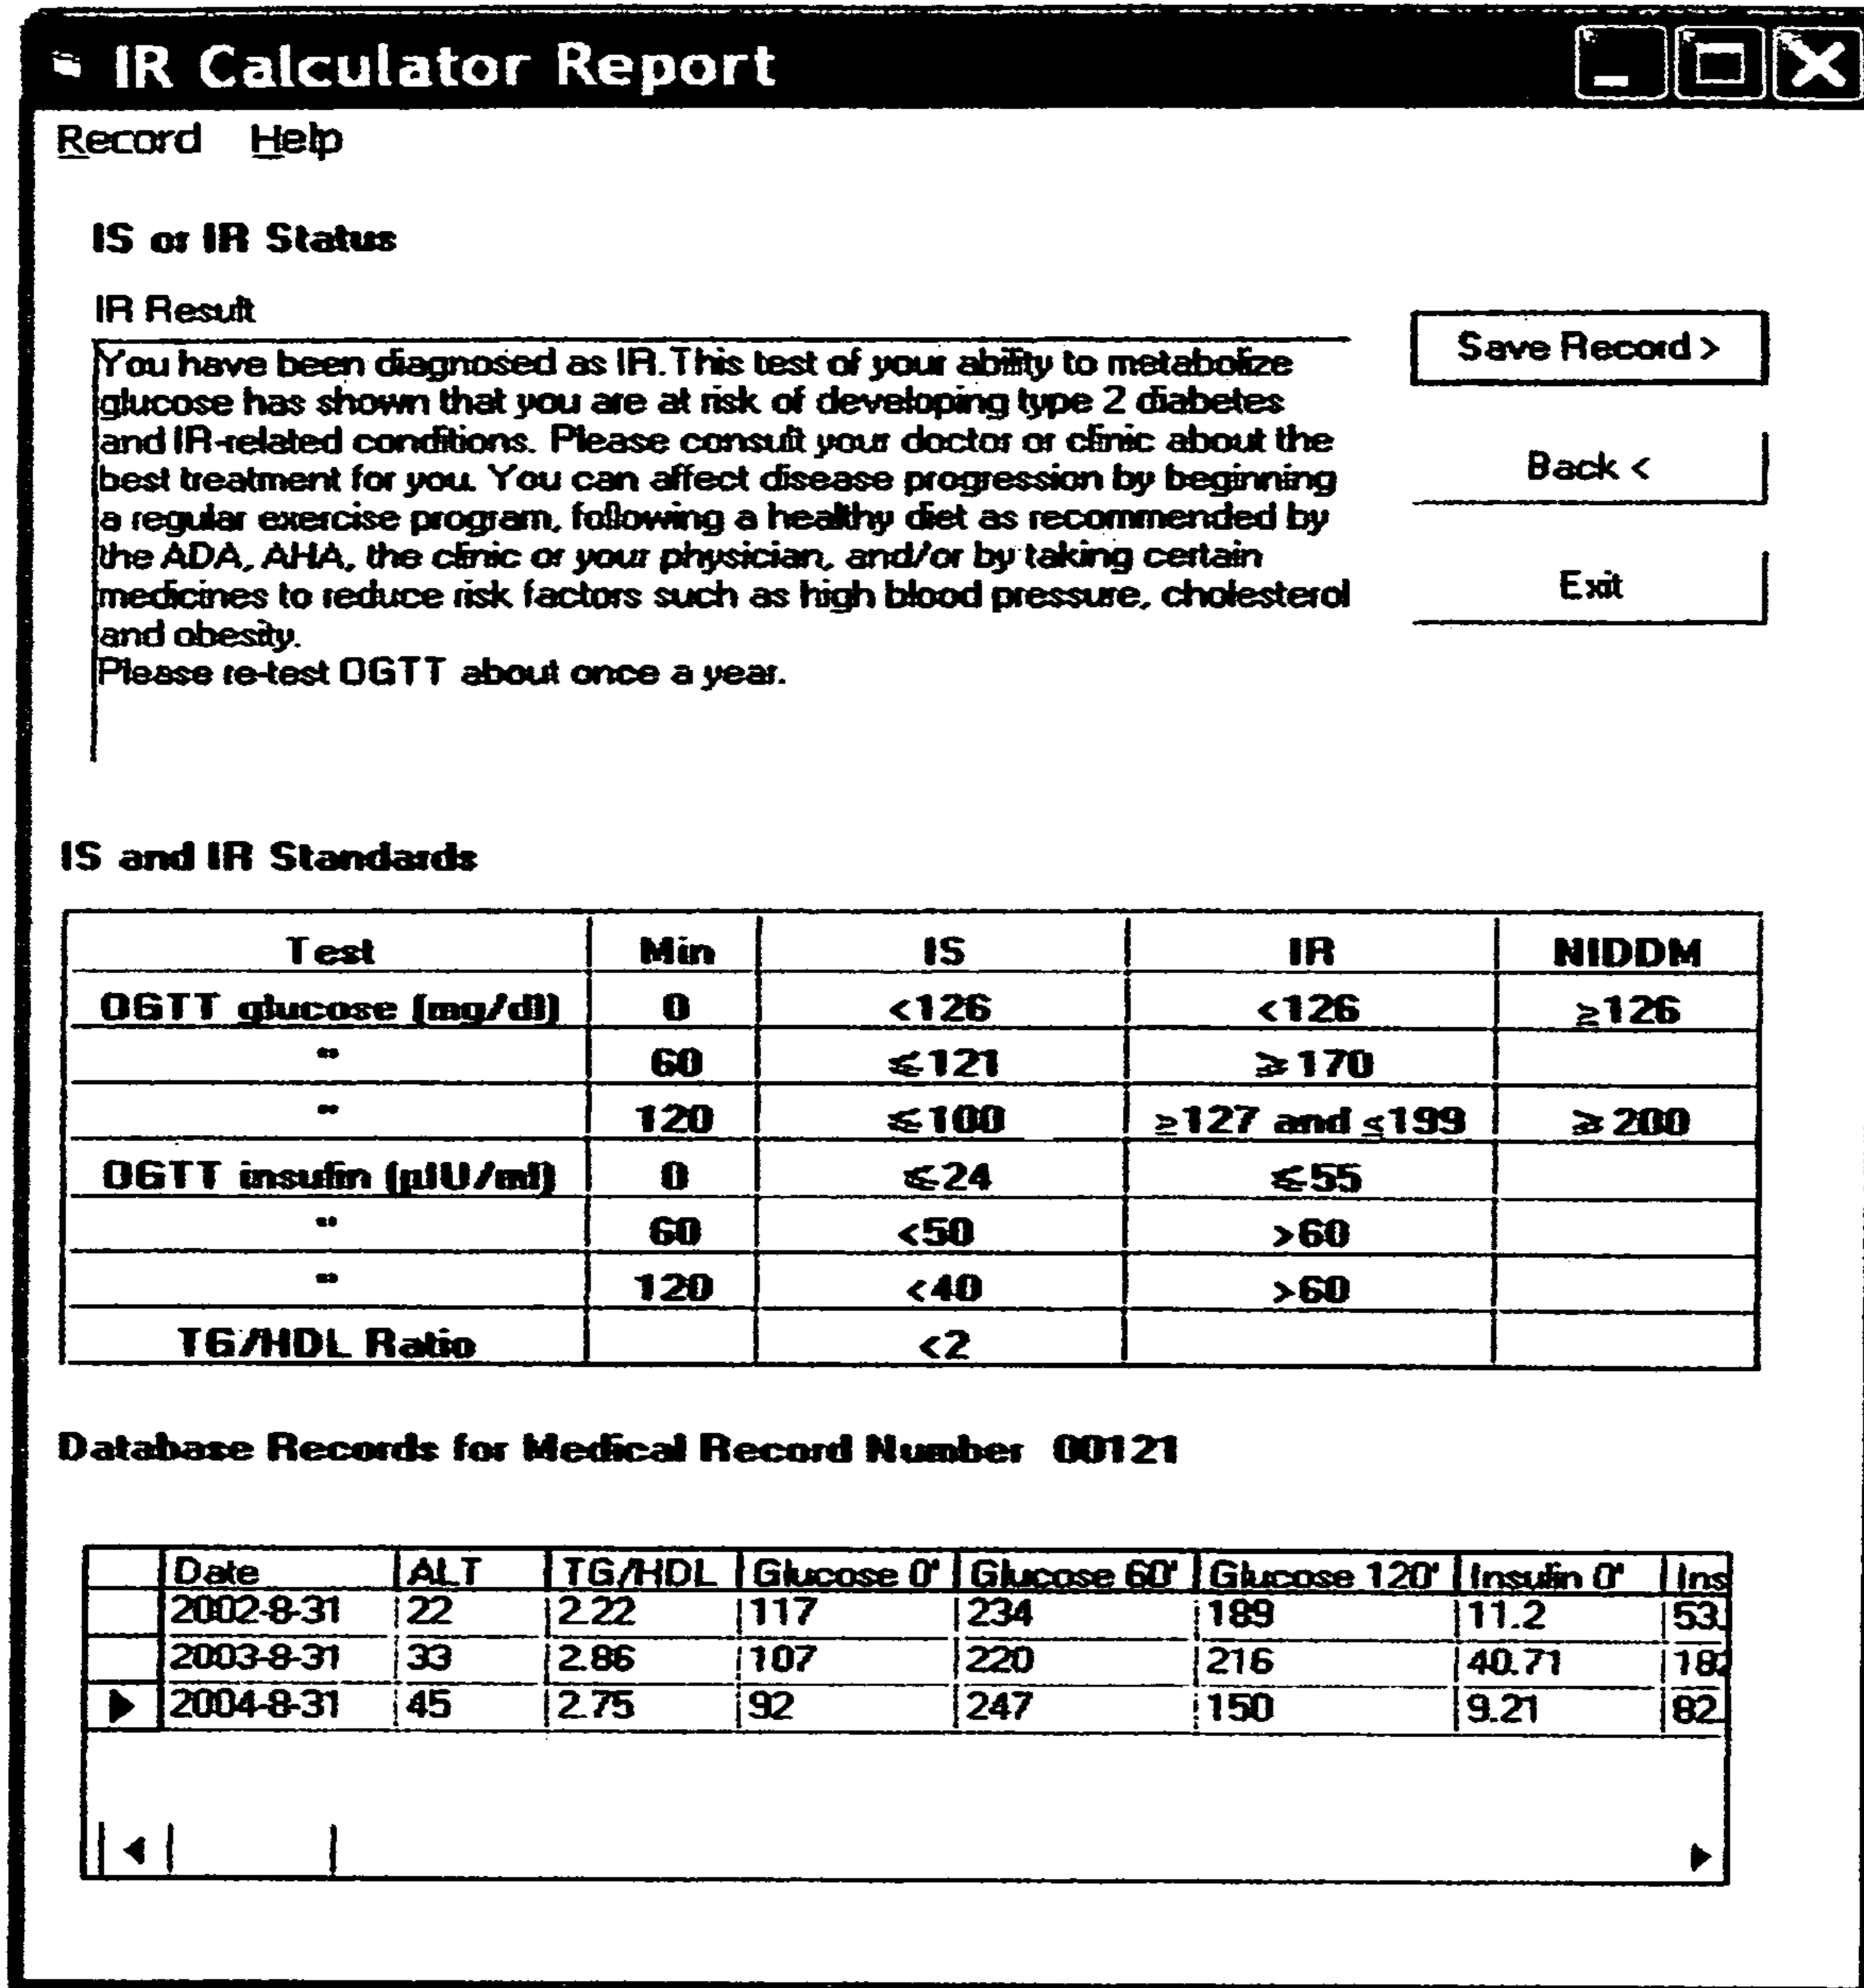 IR Calculator Report
Record Help
IS or IR Status
IR Result
You have been diagnosed as IR. This test of your ability to metabolize
glucose has shown that you are at risk of developing type 2 diabetes
and IR-related conditions. Please consult your doctor or clinic about the
best treatment for you. You can affect disease progression by beginning
a regular exercise program, following a healthy diet as recommended by
the ADA, AHA, the clinic or your physician, and/or by taking certain
medicines to reduce risk factors such as high blood pressure, cholesterol
and obesity.
Please re-test OGTT about once a year.
Save Record >
Back <
Exit
IS and IR Standards
Test Min IS IR NIDDM
OGTT glucose (mg/dl) 0 <126 <126 ≧126
" 60 ≤121 ≥170
" 120 ≤100 ≥127 and ≤199 ≥200
OGTT insulin (µIU/ml) 0 ≤24 ≤55
" 60 <50 >60
" 120 <40 >60
TG/HDL Ratio <2
Database Records for Medical Record Number 00121
Date ALT TG/HDL Glucose 0' Glucose 60' Glucose 120' Insulin 0' Ins
2002-8-31 22 2.22 117 234 189 11.2 53.
2003-8-31 33 2.86 107 220 216 40.71 182
2004-8-31 45 2.75 92 247 150 9.21 82.